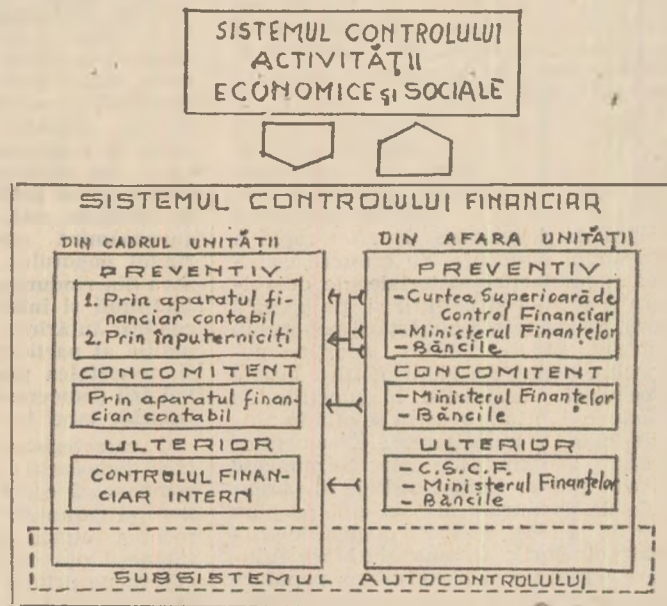 SISTEMUL CONTROLULUI
ACTIVITĂŢII
ECONOMICE şi SOCIALE
SISTEMUL CONTROLULUI FINANCIAR
DIN CADRUL UNITĂŢII
PREVENTIV
1. Prin aparatul fi-
nanciar contabil
2. Prin înputerniciţi
CONCOMITENT
Prin aparatul finan-
ciar contabil
ULTERIOR
CONTROLUL FINAN-
CIAR INTERN
DIN AFARA UNITĂŢII
PREVENTIV
-Curtea Superioară de
Control Financiar
-Ministerul Finanţelor
-Băncile
CONCOMITENT
-Ministerul Finanţelor
-Băncile
ULTERIOR
- C.S.C.F.
- Ministerul Finanţelor
- Băncile
SUBSISTEMUL AUTOCONTROLULUI